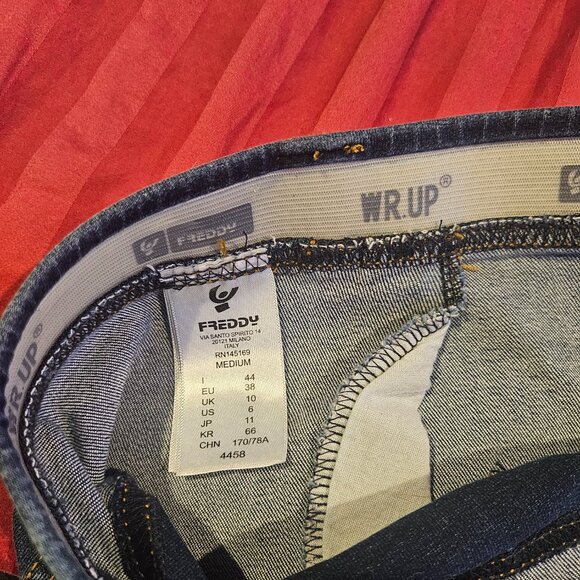 FREDDY
WR.UP®
WR.UP®
FREDDY
VIA SANTO SPIRITO 14
20121 MILANO
ITALY
RN145169
MEDIUM
I 44
EU 38
UK 10
US 6
JP 11
KR 66
CHN 170/78A
4458